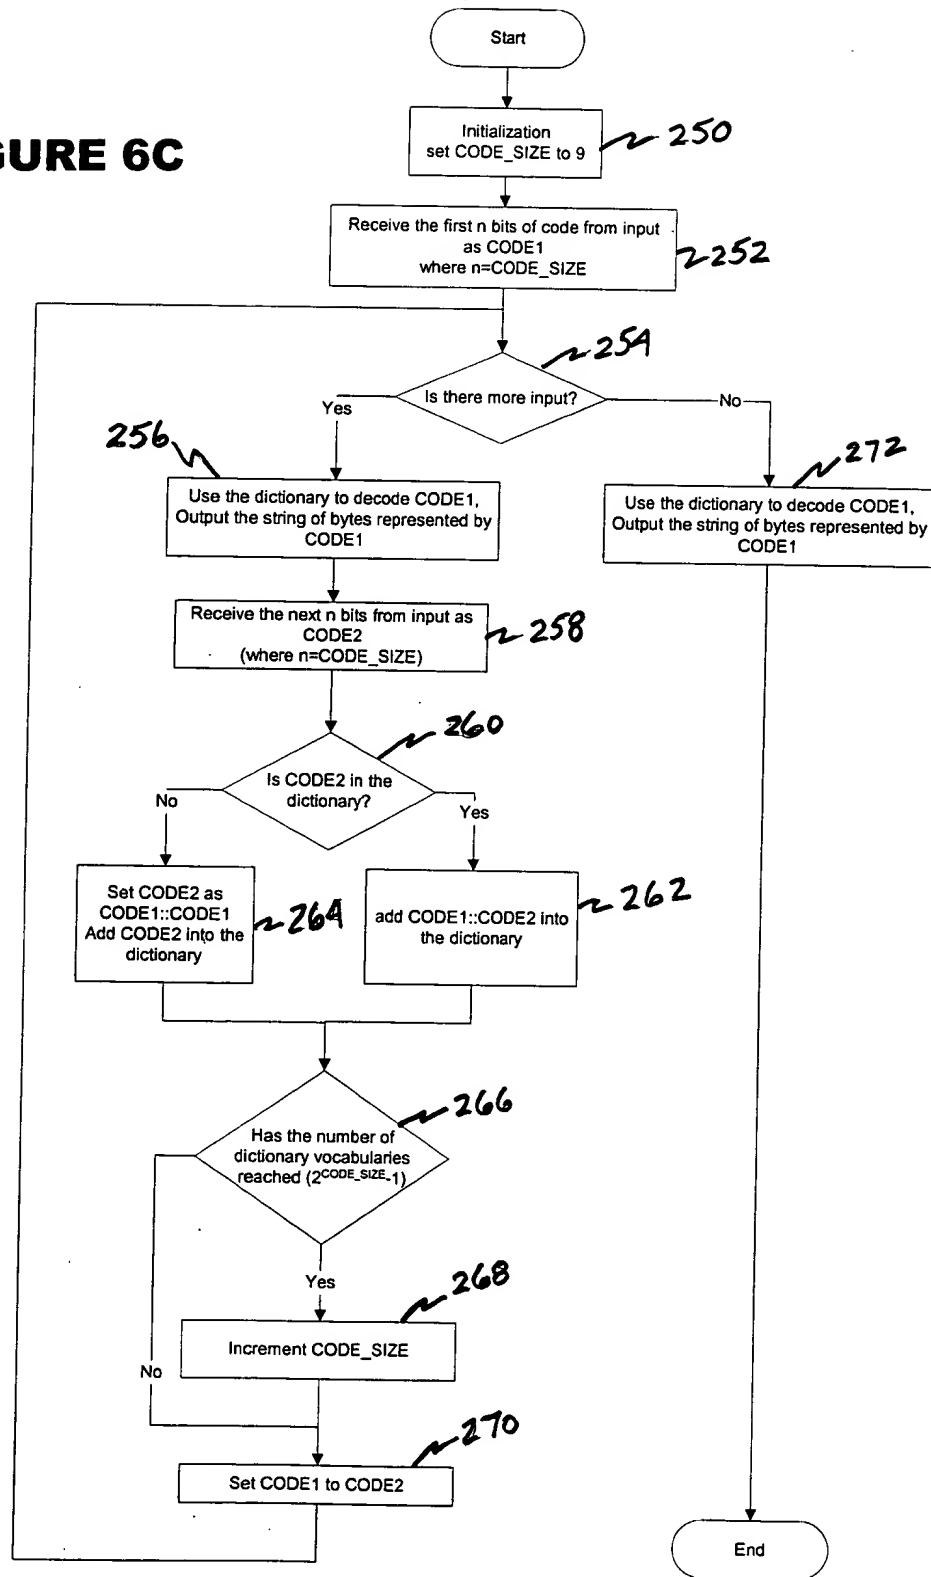 Start
GURE 6C
Initialization
set CODE_SIZE to 9
250
Receive the first n bits of code from input
as CODE1
where n=CODE_SIZE
252
254
Is there more input?
Yes
No
256
272
Use the dictionary to decode CODE1,
Output the string of bytes represented by
CODE1
Use the dictionary to decode CODE1,
Output the string of bytes represented by
CODE1
Receive the next n bits from input as
CODE2
(where n=CODE_SIZE)
258
260
Is CODE2 in the
dictionary?
No
Yes
Set CODE2 as
CODE1::CODE1
Add CODE2 into the
dictionary
264
add CODE1::CODE2 into
the dictionary
262
266
Has the number of
dictionary vocabularies
reached (2^CODE_SIZE-1)
Yes
268
Increment CODE_SIZE
No
270
Set CODE1 to CODE2
End